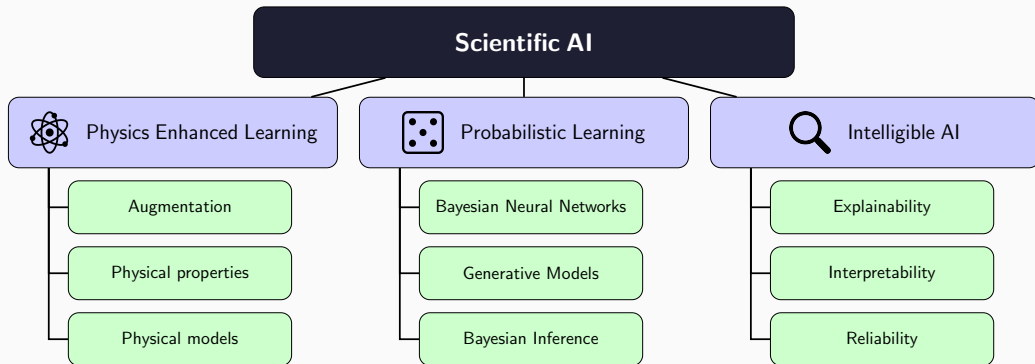 Scientific AI
Physics Enhanced Learning
Probabilistic Learning
Intelligible AI
Augmentation
Physical properties
Physical models
Bayesian Neural Networks
Generative Models
Bayesian Inference
Explainability
Interpretability
Reliability